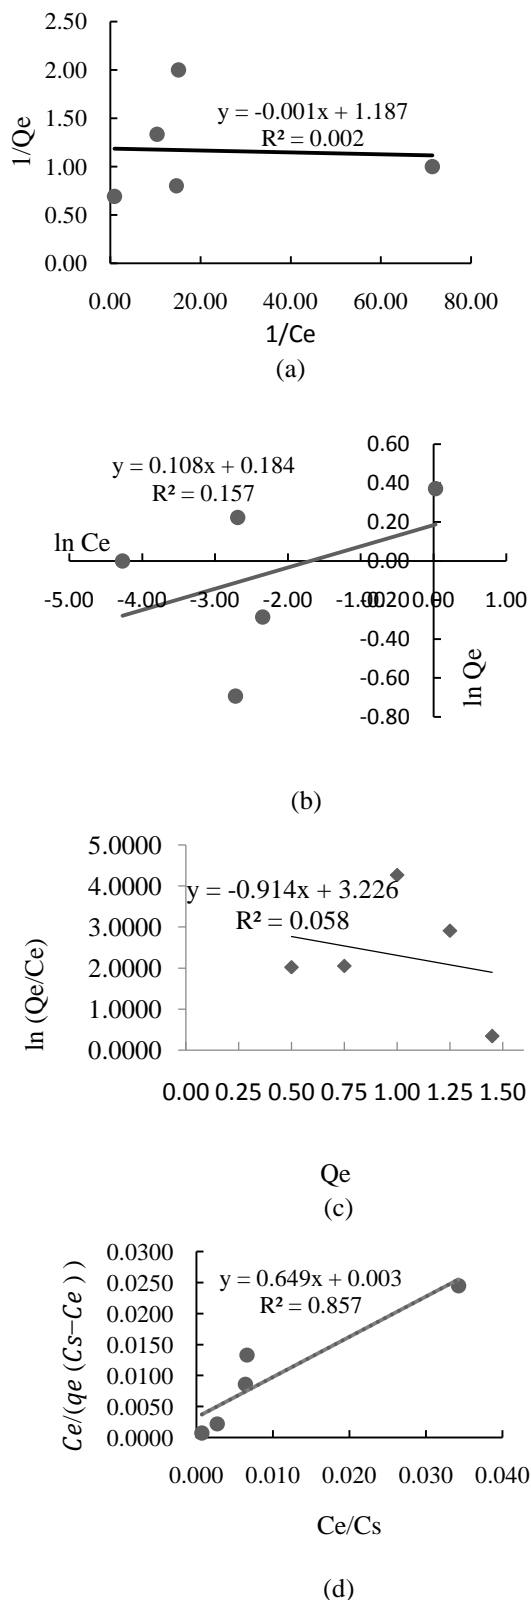 2.50
2.00
1.50
1.00
0.50
0.00
1/Qe
y = -0.001x + 1.187
R² = 0.002
0.00 20.00 40.00 60.00 80.00
1/Ce
(a)
0.60
0.40
0.20
0.00
-0.20
-0.40
-0.60
-0.80
y = 0.108x + 0.184
R² = 0.157
ln Ce
-5.00 -4.00 -3.00 -2.00 -1.00 0.00 1.00
ln Qe
(b)
5.0000
4.0000
3.0000
2.0000
1.0000
0.0000
ln (Qe/Ce)
y = -0.914x + 3.226
R² = 0.058
0.00 0.25 0.50 0.75 1.00 1.25 1.50
Qe
(c)
0.0300
0.0250
0.0200
0.0150
0.0100
0.0050
0.0000
Ce/(qe (Cs−Ce ) )
y = 0.649x + 0.003
R² = 0.857
0.000 0.010 0.020 0.030 0.040
Ce/Cs
(d)